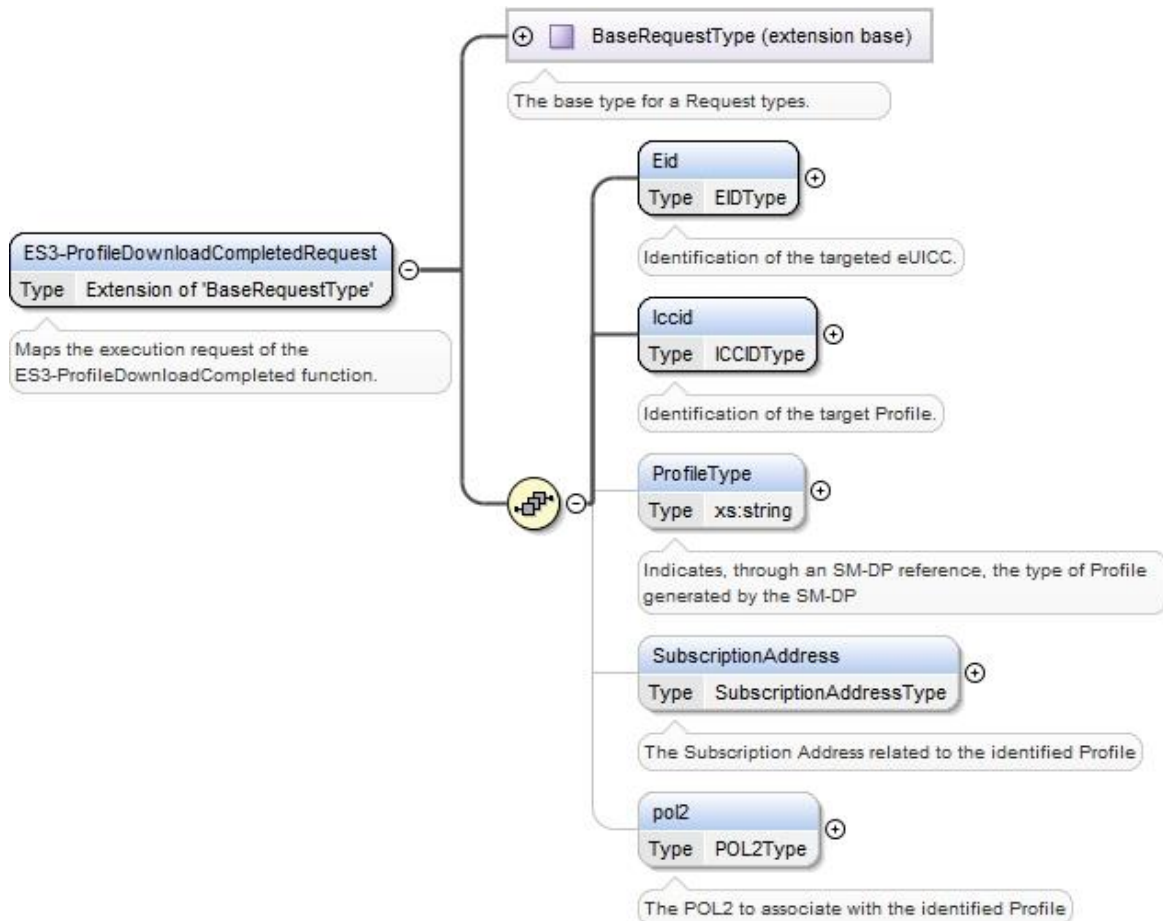 BaseRequestType (extension base)
The base type for a Request types.
Eid
Type EIDType
Identification of the targeted eUICC.
ES3-ProfileDownloadCompletedRequest
Type Extension of 'BaseRequestType'
Maps the execution request of the
ES3-ProfileDownloadCompleted function.
Iccid
Type ICCIDType
Identification of the target Profile.
ProfileType
Type xs:string
Indicates, through an SM-DP reference, the type of Profile
generated by the SM-DP
SubscriptionAddress
Type SubscriptionAddressType
The Subscription Address related to the identified Profile
pol2
Type POL2Type
The POL2 to associate with the identified Profile